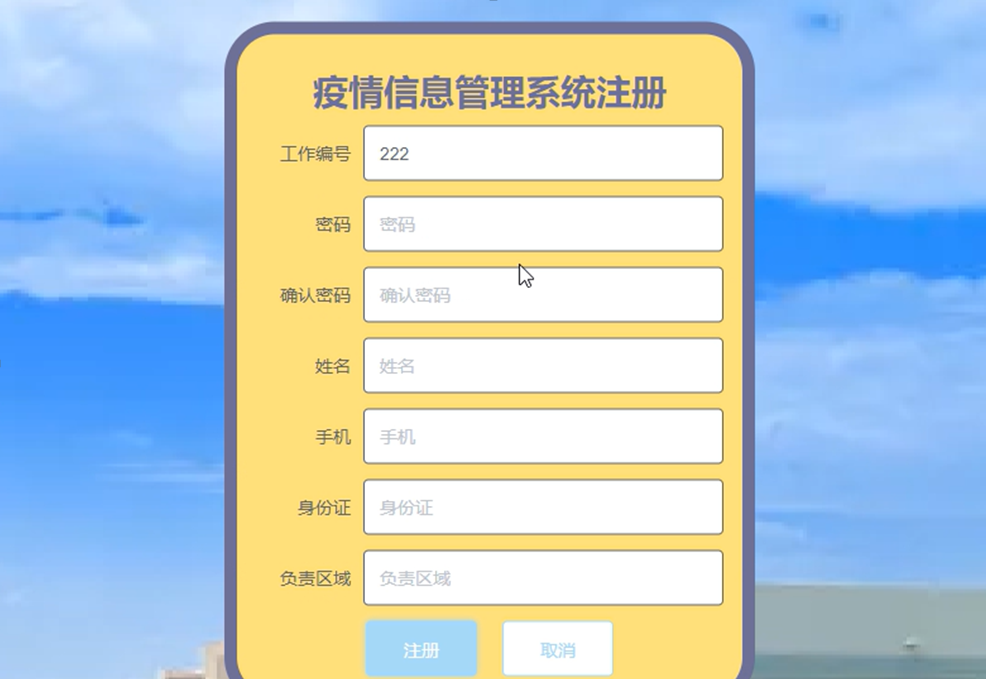 疫情信息管理系统注册
工作编号 222
密码 密码
确认密码 确认密码
姓名 姓名
手机 手机
身份证 身份证
负责区域 负责区域
注册 取消